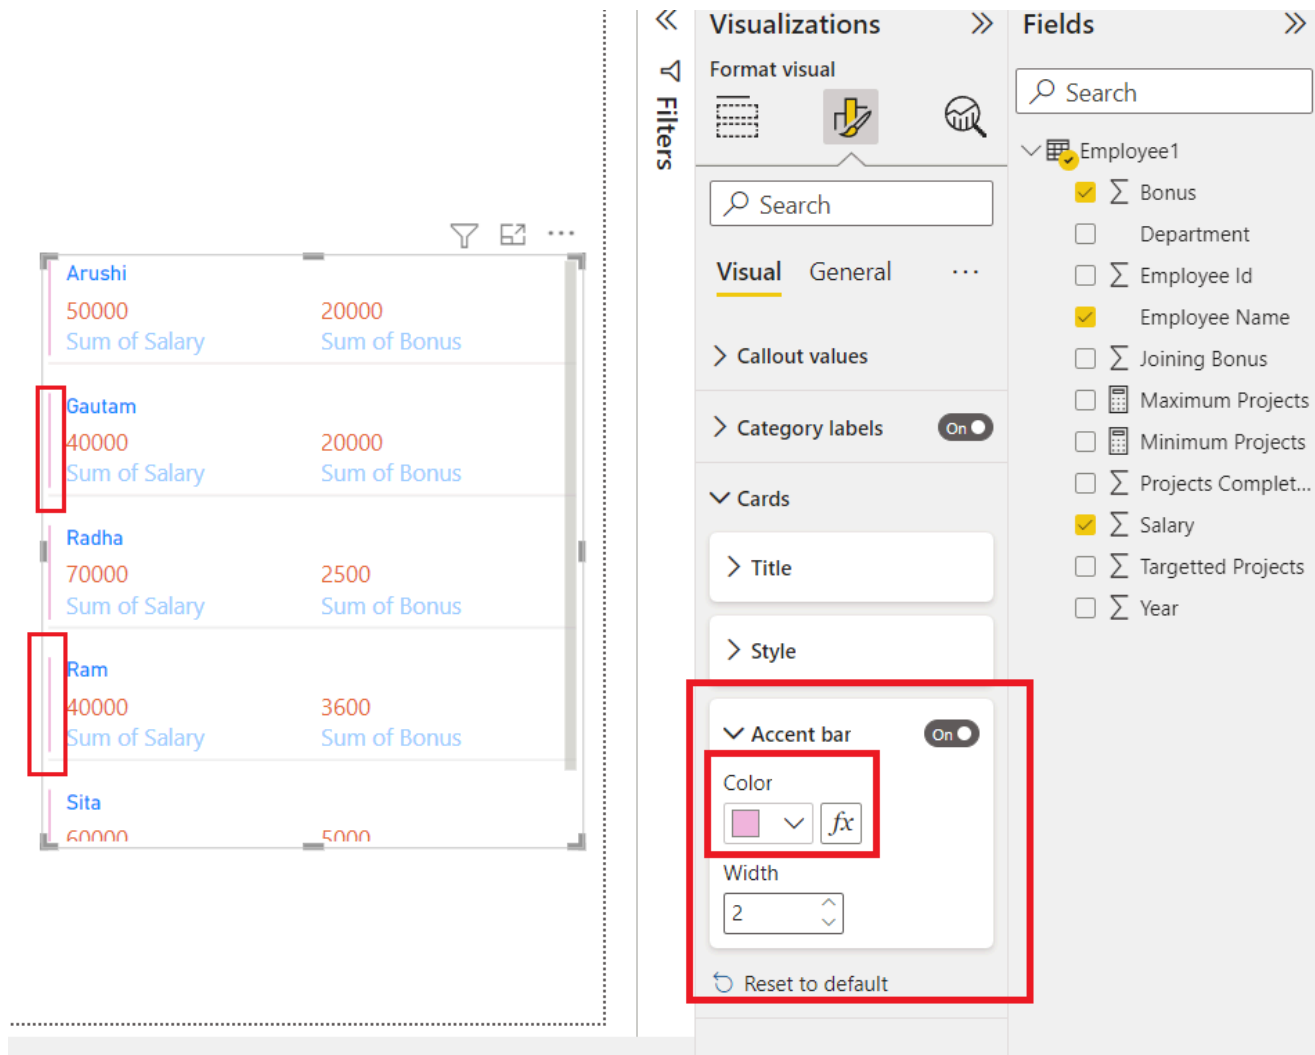 Arushi
50000 20000
Sum of Salary Sum of Bonus
Gautam
40000 20000
Sum of Salary Sum of Bonus
Radha
70000 2500
Sum of Salary Sum of Bonus
Ram
40000 3600
Sum of Salary Sum of Bonus
Sita
60000 5000
Filters
Visualizations
Format visual
Search
Visual General
Callout values
Category labels On
Cards
Title
Style
Accent bar On
Color
fx
Width
2
Reset to default
Fields
Search
Employee1
Bonus
Department
Employee Id
Employee Name
Joining Bonus
Maximum Projects
Minimum Projects
Projects Complet...
Salary
Targetted Projects
Year